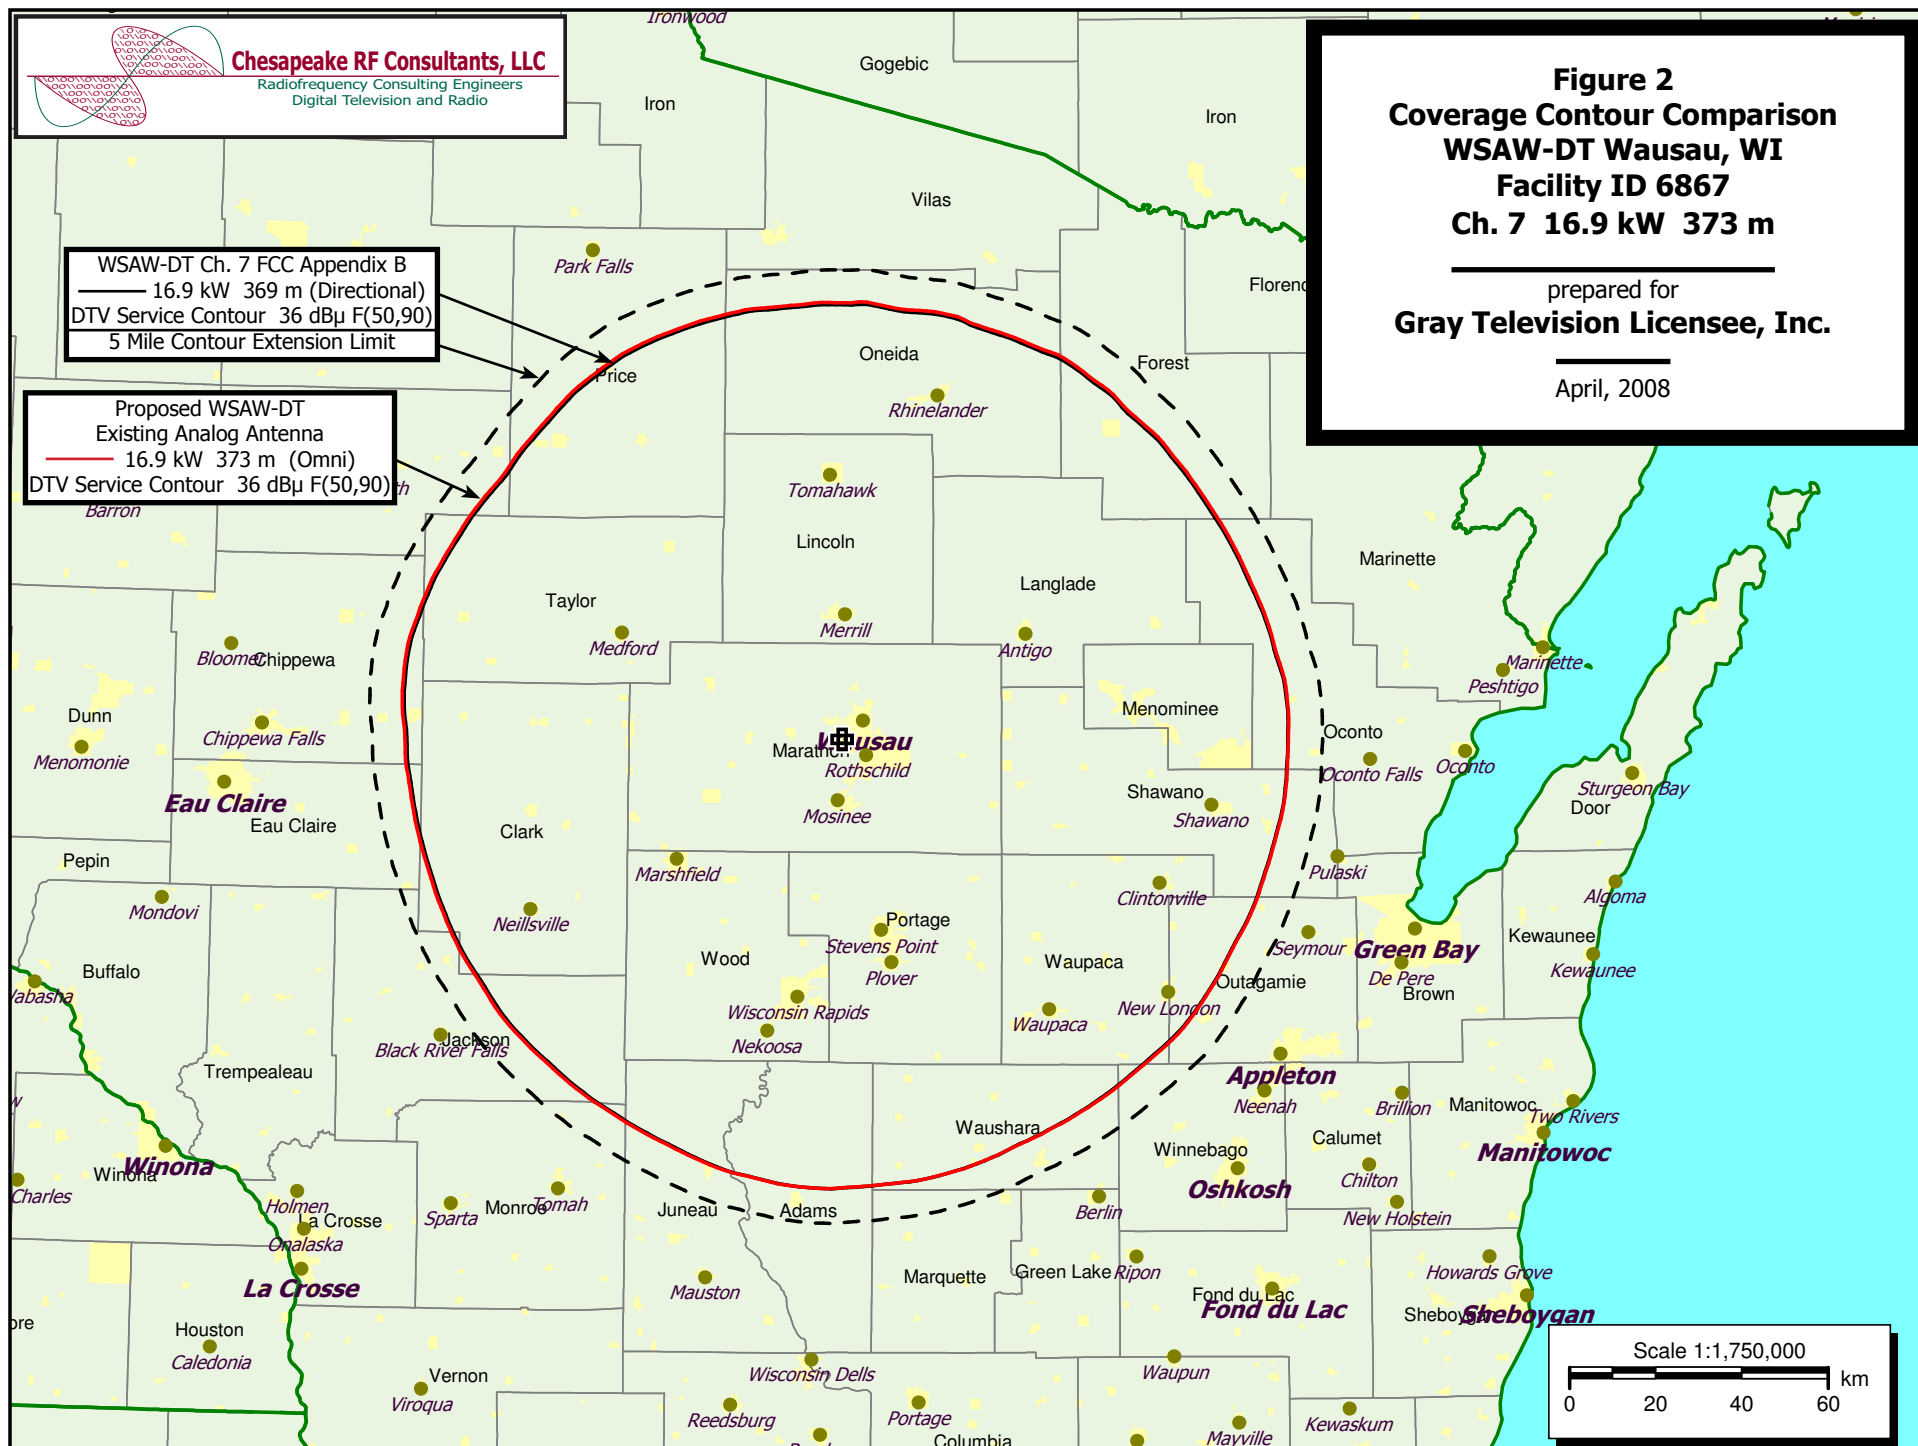 Ironwood
Chesapeake RF Consultants, LLC
Radiofrequency Consulting Engineers
Digital Television and Radio
Figure 2
Coverage Contour Comparison
WSAW-DT Wausau, WI
Facility ID 6867
Ch. 7 16.9 kW 373 m
prepared for
Gray Television Licensee, Inc.
April, 2008
WSAW-DT Ch. 7 FCC Appendix B
16.9 kW 369 m (Directional)
DTV Service Contour 36 dBµ F(50,90)
5 Mile Contour Extension Limit
Proposed WSAW-DT
Existing Analog Antenna
16.9 kW 373 m (Omni)
DTV Service Contour 36 dBµ F(50,90)
Gogebic
Iron
Iron
Vilas
Park Falls
Florenc
Oneida
Forest
Price
Rhinelander
th
Barron
Tomahawk
Lincoln
Marinette
Langlade
Taylor
Merrill
Medford
Antigo
Bloomer
Chippewa
Marinette
Peshtigo
Dunn
Menominee
Chippewa Falls
Menomonie
Marathon
Wausau
Rothschild
Oconto
Oconto Falls
Oconto
Sturgeon Bay
Door
Eau Claire
Eau Claire
Clark
Mosinee
Shawano
Shawano
Pepin
Marshfield
Pulaski
Mondovi
Clintonville
Algoma
Neillsville
Portage
Stevens Point
Plover
Wood
Waupaca
Seymour
Green Bay
De Pere
Brown
Kewaunee
Kewaunee
Buffalo
Outagamie
New London
Waupaca
Wisconsin Rapids
Nekoosa
Jackson
Black River Falls
Trempealeau
Appleton
Neenah
Brillion
Manitowoc
Two Rivers
Manitowoc
Waushara
Calumet
Winnebago
Oshkosh
Chilton
New Holstein
Winona
Winona
Charles
Holmen
La Crosse
Onalaska
La Crosse
Sparta
Monroe
Tomah
Juneau
Adams
Berlin
Marquette
Green Lake
Ripon
Mauston
Howards Grove
Fond du Lac
Fond du Lac
Sheboygan
Sheboygan
ore
Houston
Caledonia
Vernon
Viroqua
Wisconsin Dells
Waupun
Reedsburg
Portage
Columbia
Mayville
Kewaskum
Scale 1:1,750,000
km
0 20 40 60